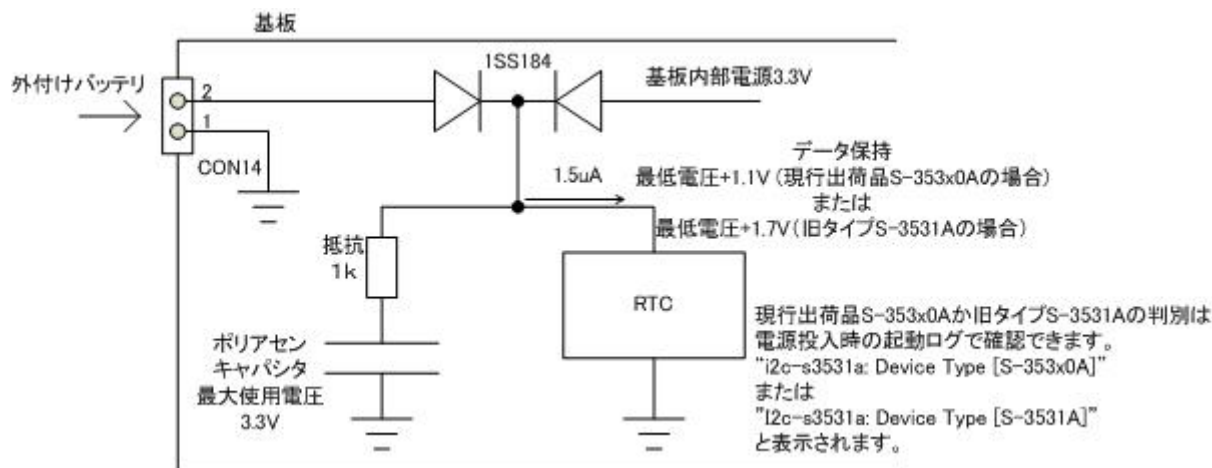 基板
1SS184
外付けバッテリ
基板内部電源3.3V
2
1
CON14
データ保持
1.5uA
最低電圧+1.1V(現行出荷品S-353x0Aの場合)
または
最低電圧+1.7V(旧タイプS-3531Aの場合)
抵抗
1k
RTC
ポリアセン
キャパシタ
最大使用電圧
3.3V
現行出荷品S-353x0Aか旧タイプS-3531Aの判別は
電源投入時の起動ログで確認できます。
“i2c-s3531a: Device Type [S-353x0A]”
または
”I2c-s3531a: Device Type [S-3531A]”
と表示されます。